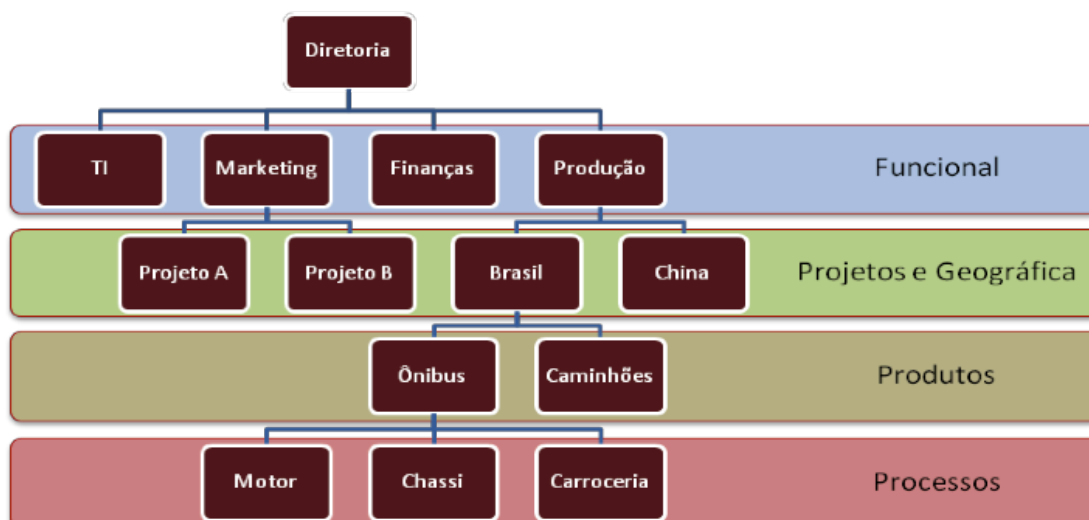 Diretoria
TI
Marketing
Finanças
Produção
Funcional
Projeto A
Projeto B
Brasil
China
Projetos e Geográfica
Ônibus
Caminhões
Produtos
Motor
Chassi
Carroceria
Processos